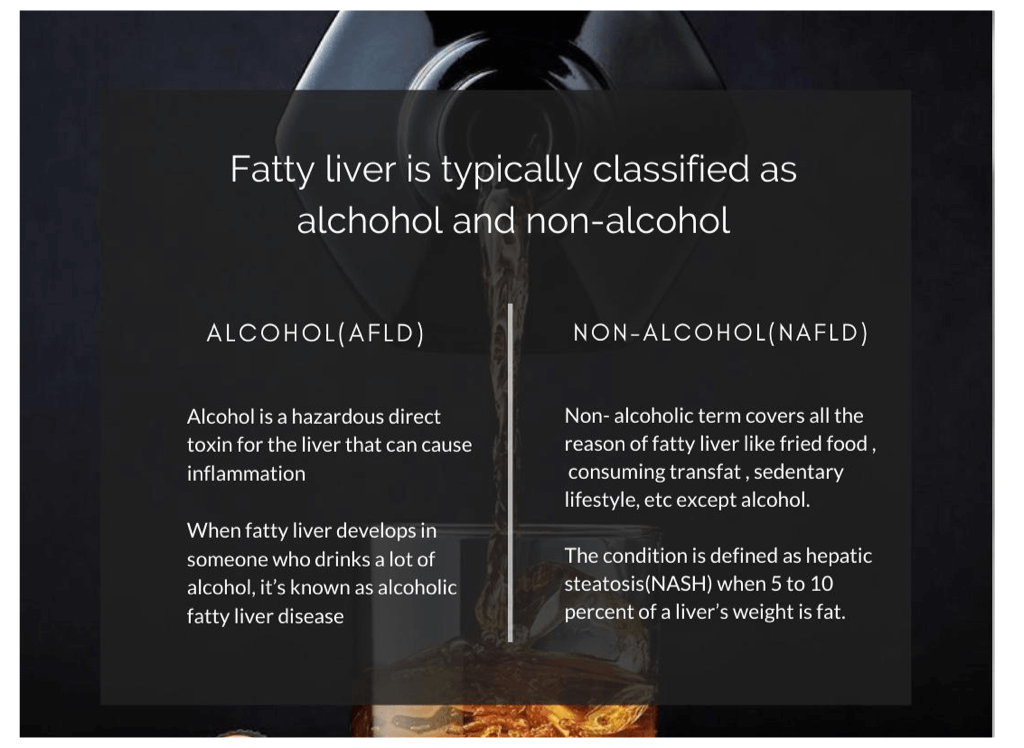 Fatty liver is typically classified as
alchohol and non-alcohol
ALCOHOL(AFLD)
Alcohol is a hazardous direct
toxin for the liver that can cause
inflammation
When fatty liver develops in
someone who drinks a lot of
alcohol, it's known as alcoholic
fatty liver disease
NON-ALCOHOL(NAFLD)
Non- alcoholic term covers all the
reason of fatty liver like fried food ,
consuming transfat , sedentary
lifestyle, etc except alcohol.
The condition is defined as hepatic
steatosis(NASH) when 5 to 10
percent of a liver's weight is fat.